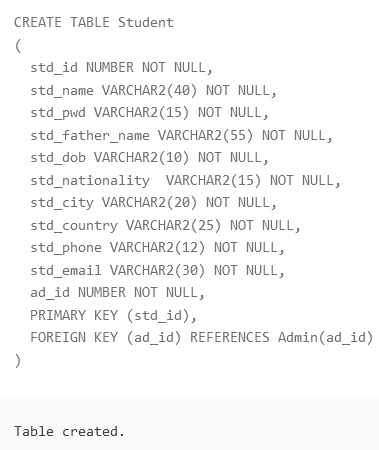 CREATE TABLE Student
(
std_id NUMBER NOT NULL,
std_name VARCHAR2(40) NOT NULL,
std_pwd VARCHAR2(15) NOT NULL,
std_father_name VARCHAR2(55) NOT NULL,
std_dob VARCHAR2(10) NOT NULL,
std_nationality  VARCHAR2(15) NOT NULL,
std_city VARCHAR2(20) NOT NULL,
std_country VARCHAR2(25) NOT NULL,
std_phone VARCHAR2(12) NOT NULL,
std_email VARCHAR2(30) NOT NULL,
ad_id NUMBER NOT NULL,
PRIMARY KEY (std_id),
FOREIGN KEY (ad_id) REFERENCES Admin(ad_id)
)
Table created.